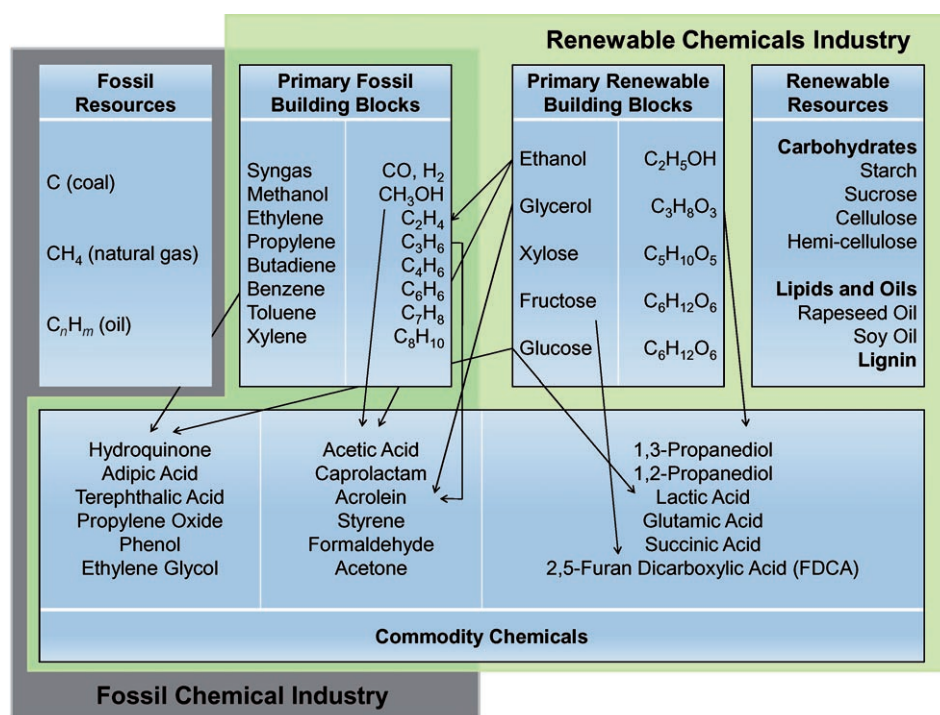 Renewable Chemicals Industry
Fossil
Resources
C (coal)
CH₄ (natural gas)
CₙHₘ (oil)
Primary Fossil
Building Blocks
Syngas CO, H₂
Methanol CH₃OH
Ethylene C₂H₄
Propylene C₃H₆
Butadiene C₄H₆
Benzene C₆H₆
Toluene C₇H₈
Xylene C₈H₁₀
Primary Renewable
Building Blocks
Ethanol C₂H₅OH
Glycerol C₃H₈O₃
Xylose C₅H₁₀O₅
Fructose C₆H₁₂O₆
Glucose C₆H₁₂O₆
Renewable
Resources
Carbohydrates
Starch
Sucrose
Cellulose
Hemi-cellulose
Lipids and Oils
Rapeseed Oil
Soy Oil
Lignin
Hydroquinone
Adipic Acid
Terephthalic Acid
Propylene Oxide
Phenol
Ethylene Glycol
Acetic Acid
Caprolactam
Acrolein
Styrene
Formaldehyde
Acetone
1,3-Propanediol
1,2-Propanediol
Lactic Acid
Glutamic Acid
Succinic Acid
2,5-Furan Dicarboxylic Acid (FDCA)
Commodity Chemicals
Fossil Chemical Industry